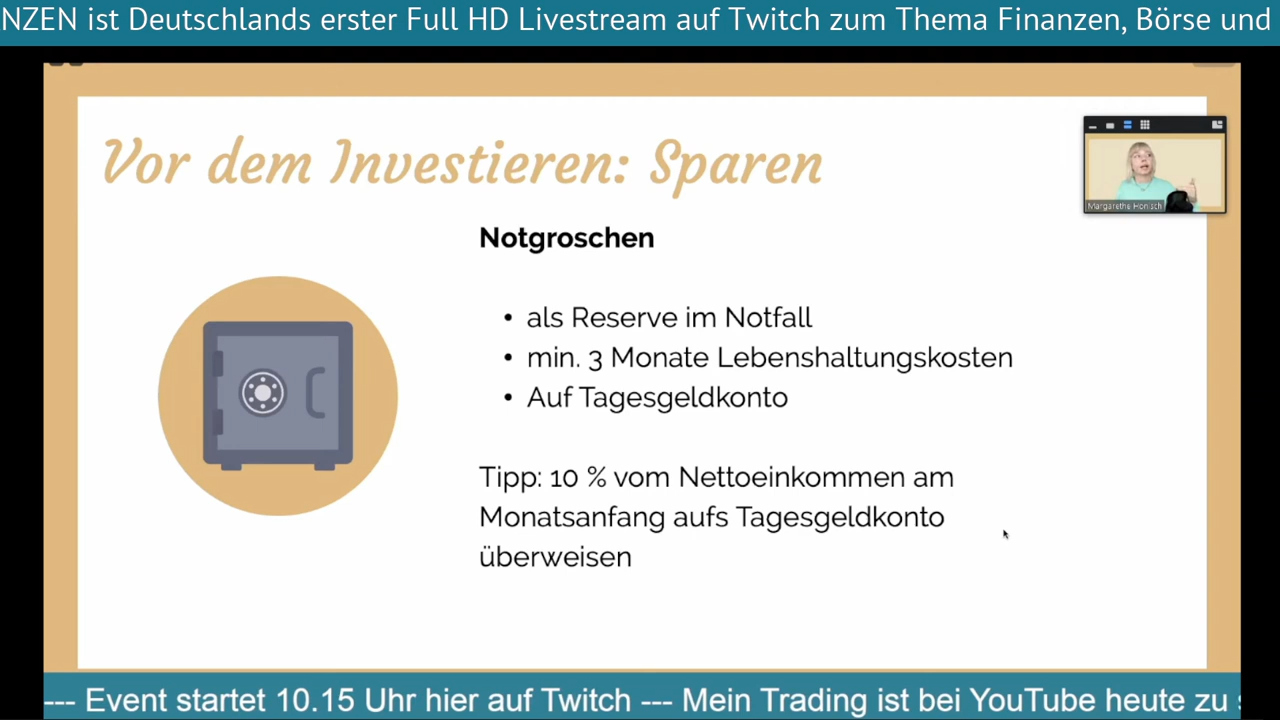 NZEN ist Deutschlands erster Full HD Livestream auf Twitch zum Thema Finanzen, Börse und
Vor dem Investieren: Sparen
Margarethe Honisch
Notgroschen
• als Reserve im Notfall
• min. 3 Monate Lebenshaltungskosten
• Auf Tagesgeldkonto
Tipp: 10 % vom Nettoeinkommen am
Monatsanfang aufs Tagesgeldkonto
überweisen
--- Event startet 10.15 Uhr hier auf Twitch --- Mein Trading ist bei YouTube heute zu s